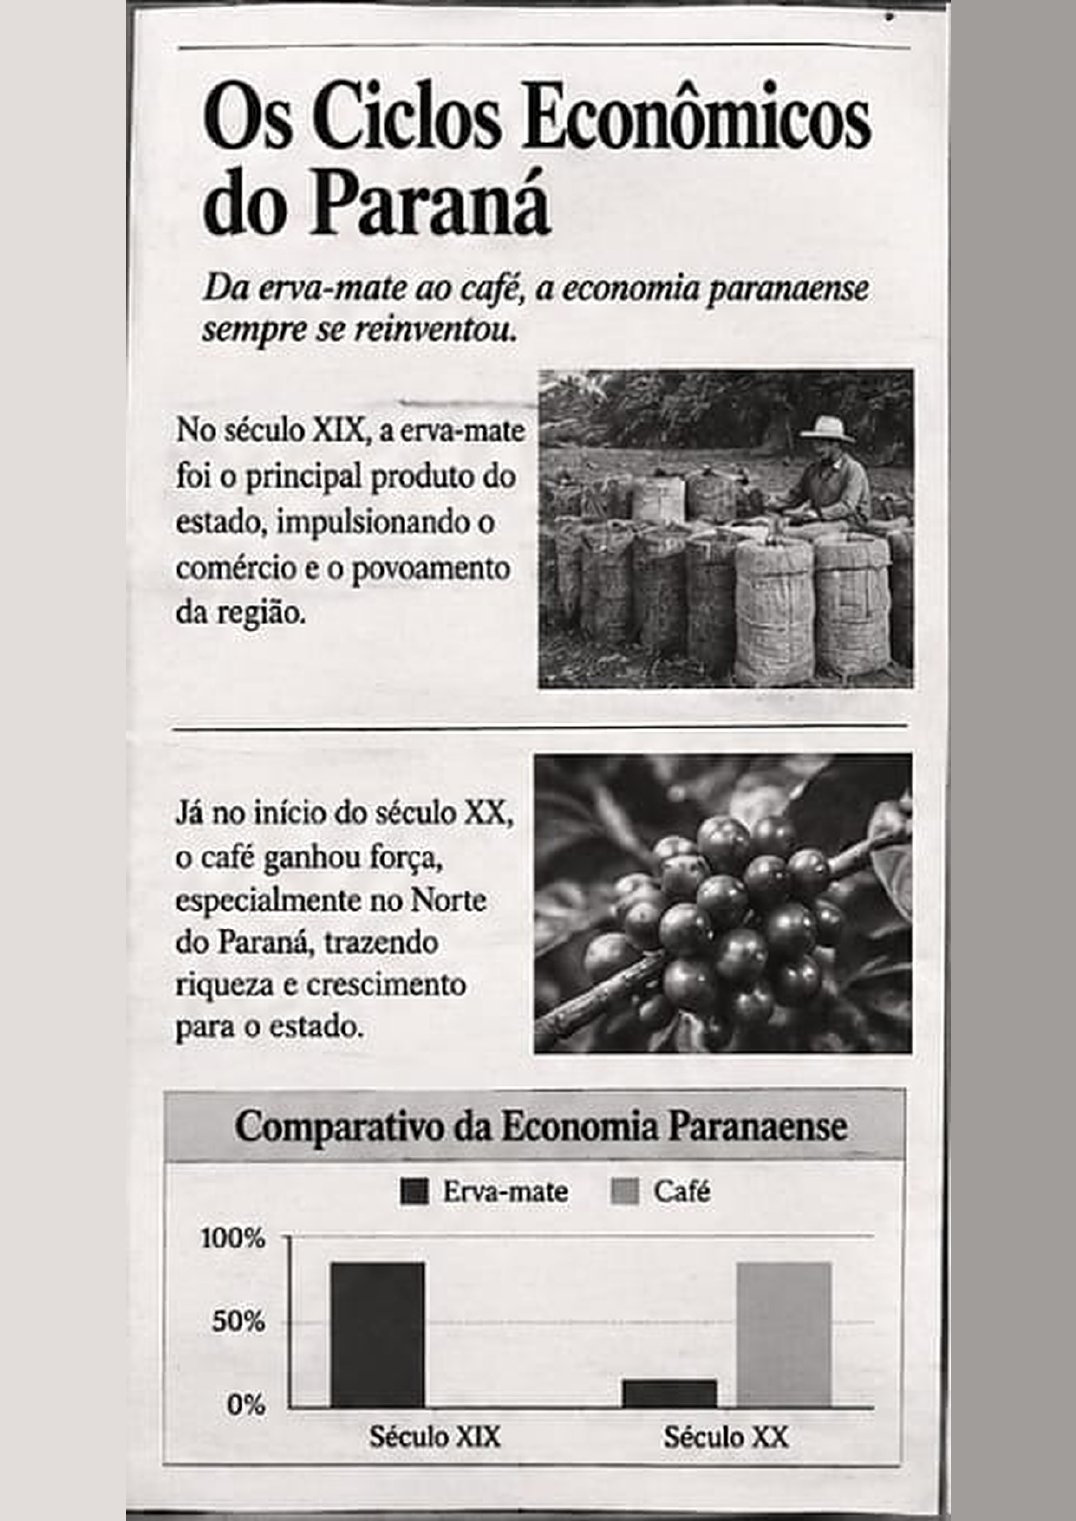 Os Ciclos Econômicos
do Paraná
Da erva-mate ao café, a economia paranaense
sempre se reinventou.
No século XIX, a erva-mate
foi o principal produto do
estado, impulsionando o
comércio e o povoamento
da região.
Já no início do século XX,
o café ganhou força,
especialmente no Norte
do Paraná, trazendo
riqueza e crescimento
para o estado.
Comparativo da Economia Paranaense
Erva-mate Café
100%
50%
0%
Século XIX Século XX